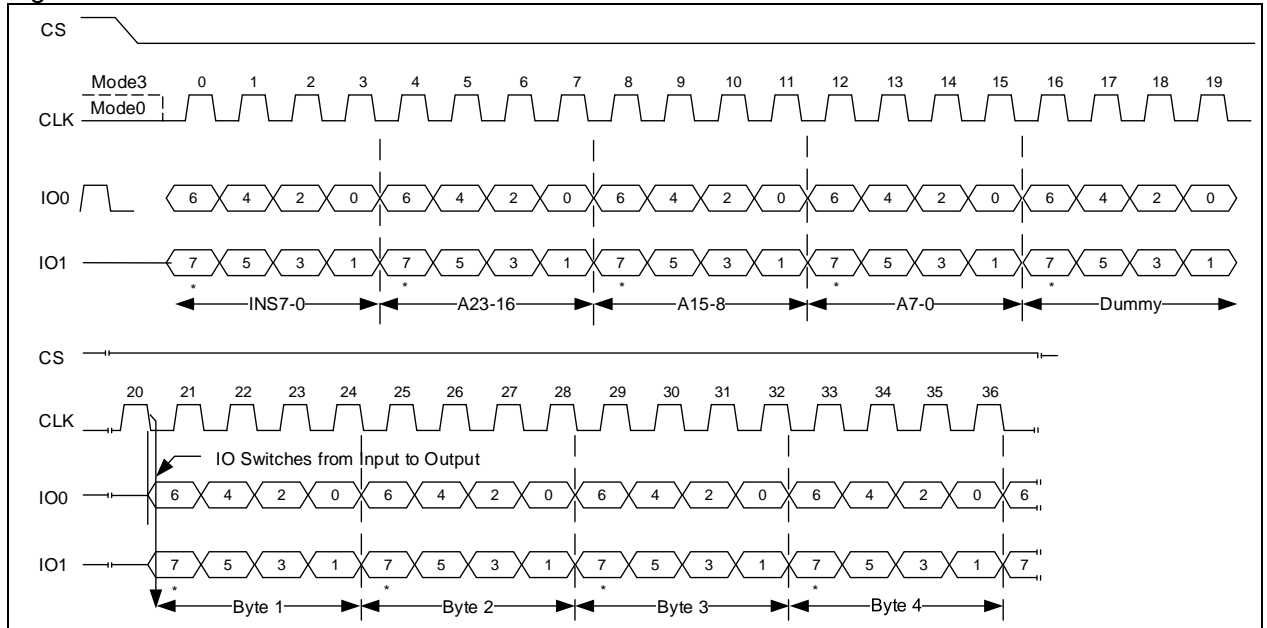 CS
Mode3 0 1 2 3 4 5 6 7 8 9 10 11 12 13 14 15 16 17 18 19
Mode0
CLK
IO0 6 4 2 0 6 4 2 0 6 4 2 0 6 4 2 0 6 4 2 0
IO1 7 5 3 1 7 5 3 1 7 5 3 1 7 5 3 1 7 5 3 1
* * * * *
INS7-0 A23-16 A15-8 A7-0 Dummy
CS
20 21 22 23 24 25 26 27 28 29 30 31 32 33 34 35 36
CLK
IO Switches from Input to Output
IO0 6 4 2 0 6 4 2 0 6 4 2 0 6 4 2 0 6
IO1 7 5 3 1 7 5 3 1 7 5 3 1 7 5 3 1 7
* * * *
Byte 1 Byte 2 Byte 3 Byte 4